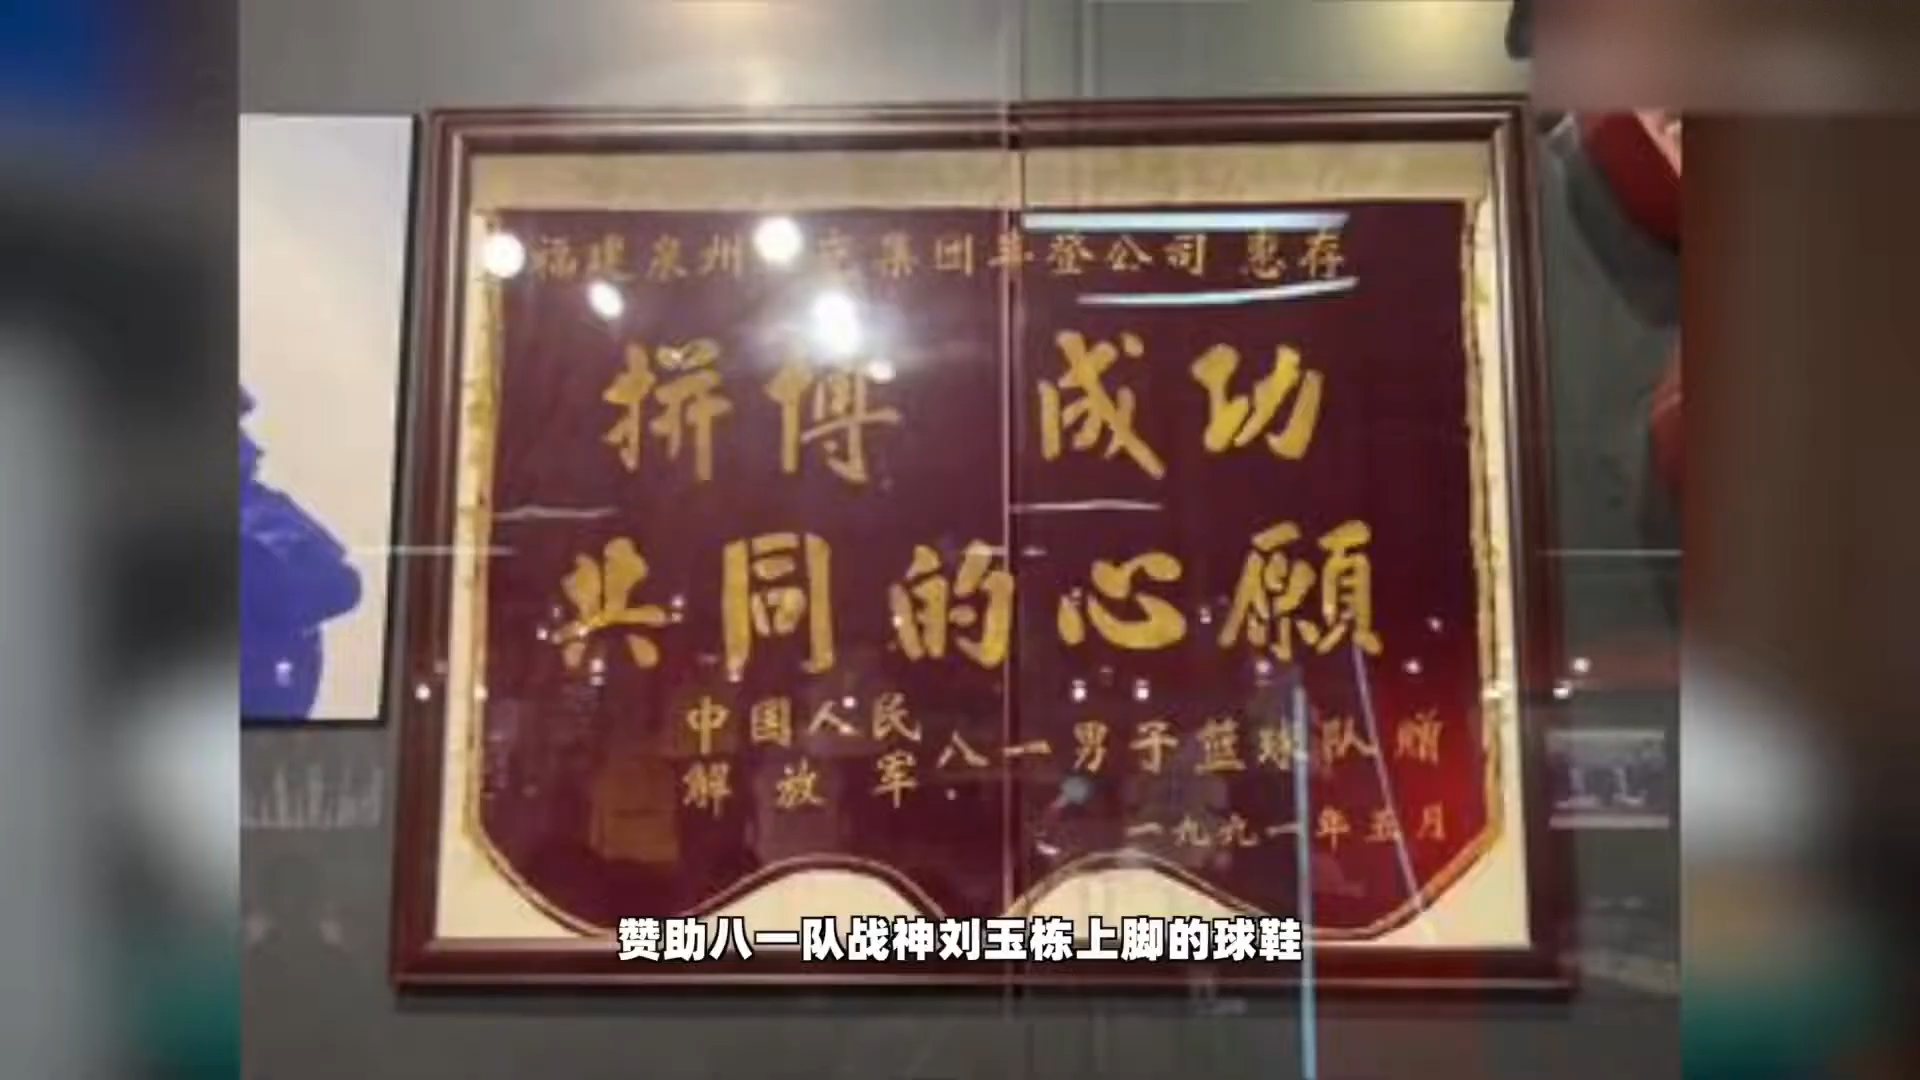 福建泉州集团丰登公司 惠存
拼博 成功
共同的心願
中国人民
解放军
八一男子篮球队 赠
一九九一年五月
赞助八一队战神刘玉栋上脚的球鞋